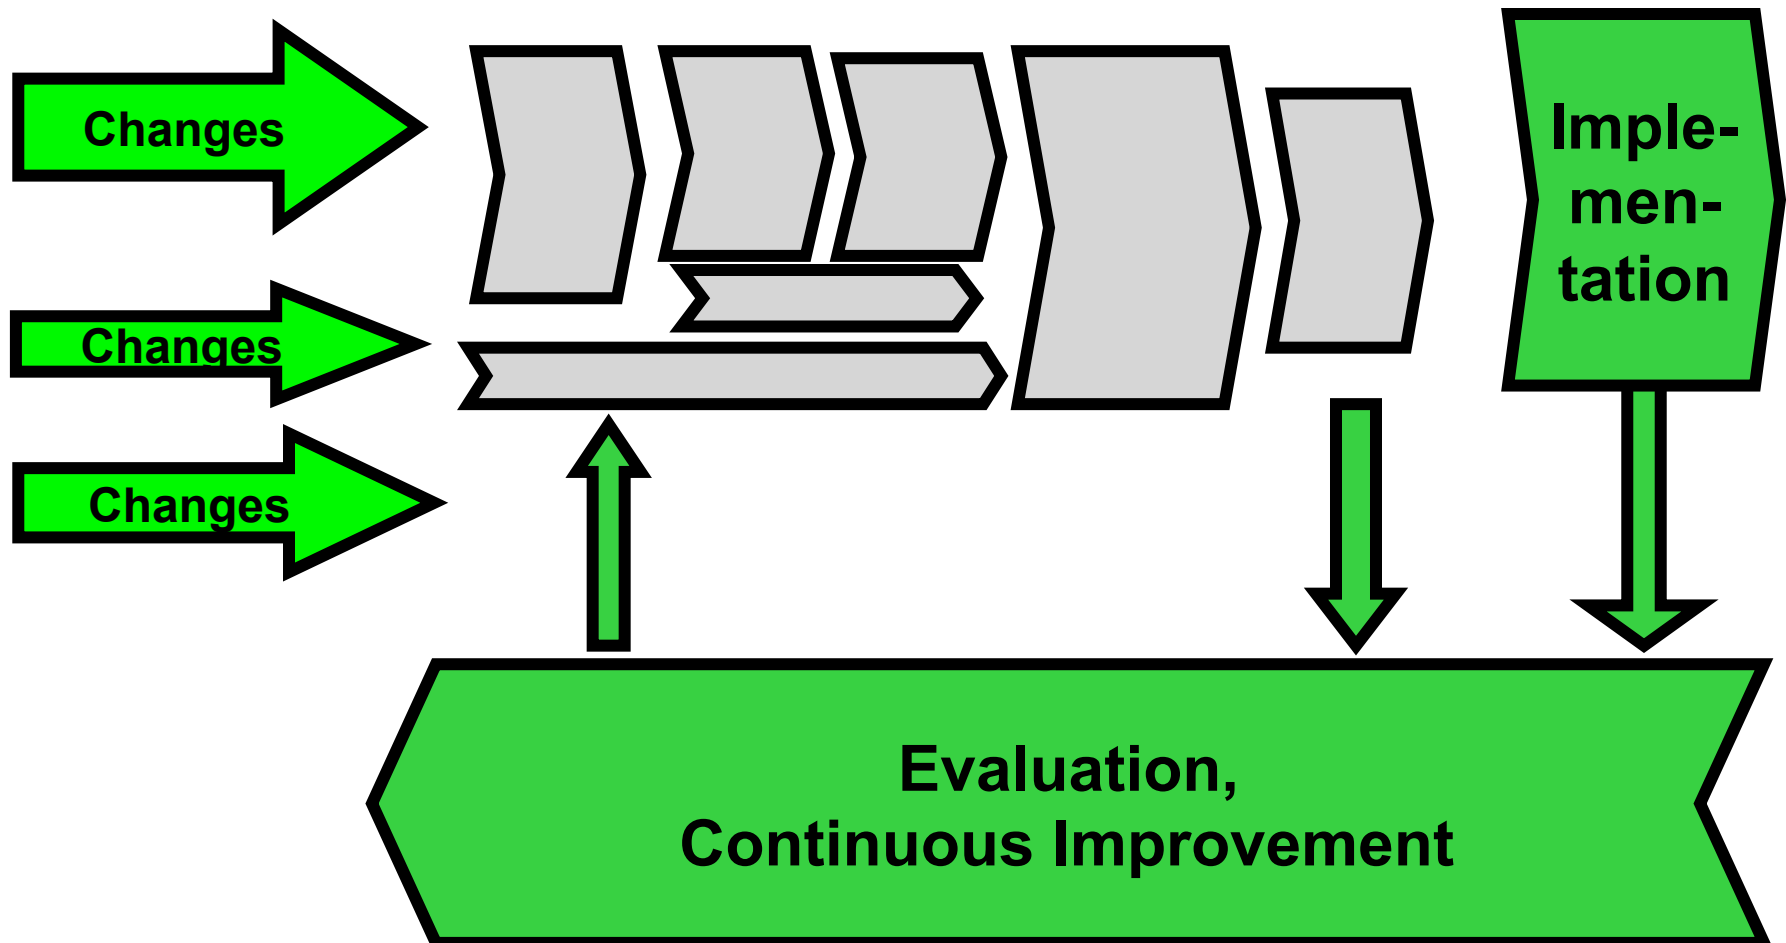 Changes
Changes
Changes
Imple-
men-
tation
Evaluation,
Continuous Improvement